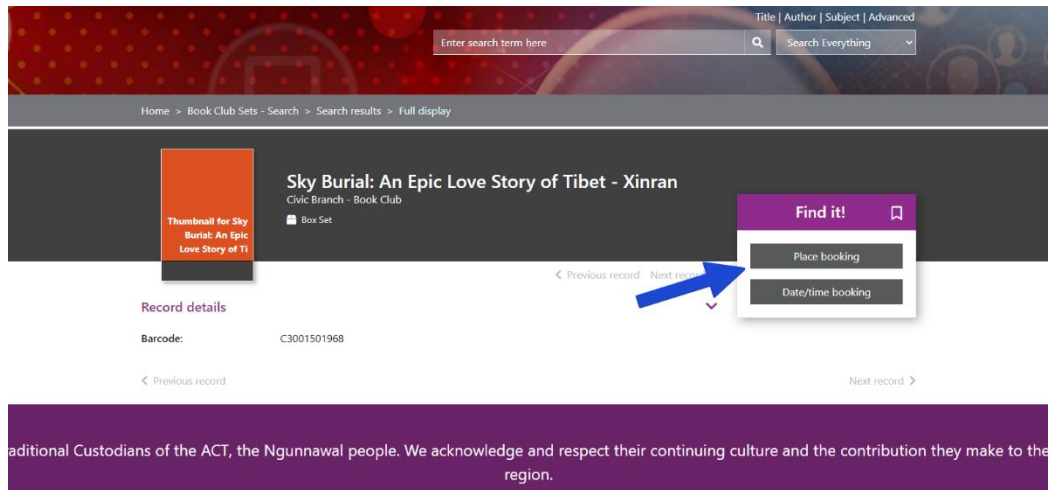 Title | Author | Subject | Advanced
Enter search term here
Search Everything
Home > Book Club Sets - Search > Search results > Full display
Sky Burial: An Epic Love Story of Tibet - Xinran
Civic Branch - Book Club
Box Set
Thumbnail for Sky
Burial: An Epic
Love Story of Ti
Find it!
Place booking
Date/time booking
< Previous record Next
Record details
Barcode: C3001501968
< Previous record
Next record >
aditional Custodians of the ACT, the Ngunnawal people. We acknowledge and respect their continuing culture and the contribution they make to the
region.